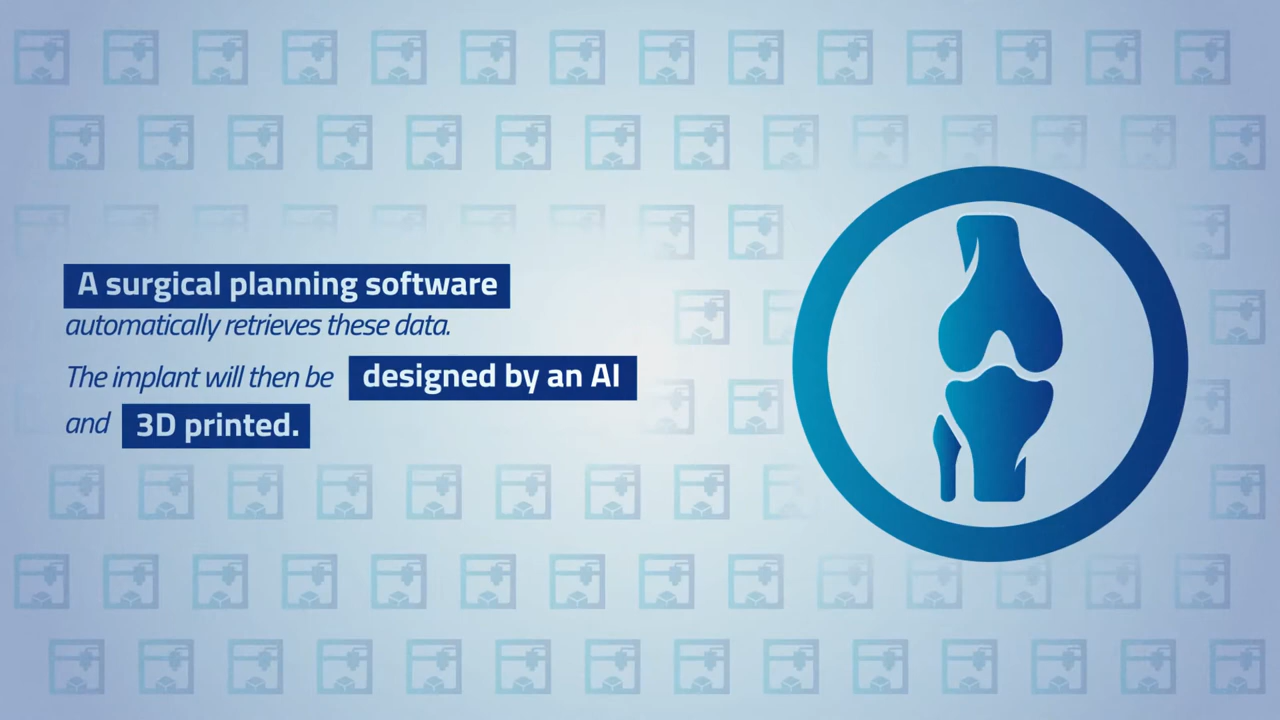 A surgical planning software
automatically retrieves these data.
The implant will then be designed by an AI
and 3D printed.